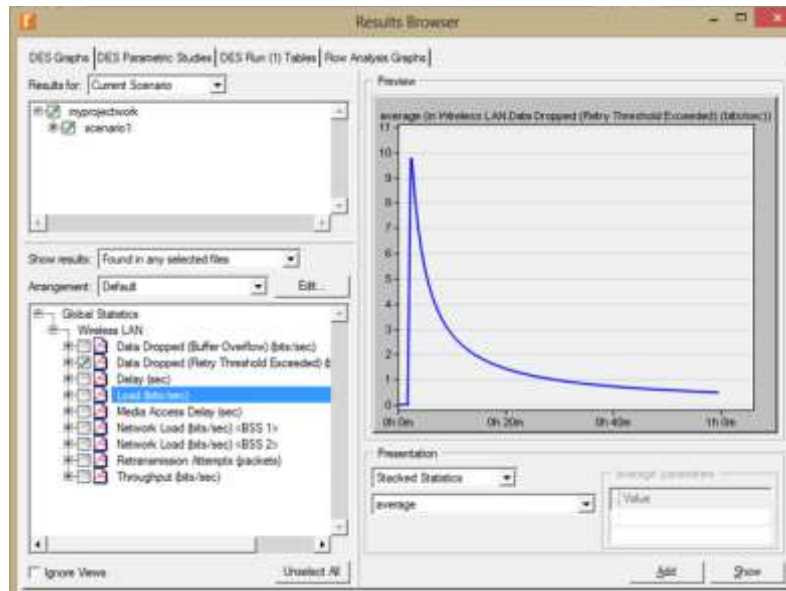 Results Browser
DES Graphs DES Parametric Studies DES Run (1) Tables Flow Analysis Graphs
Results for: Current Scenario
myprojectwork
scenario1
Show results: Found in any selected files
Arrangement: Default Edit...
Global Statistics
Wireless LAN
Data Dropped (Buffer Overflow) (bits/sec)
Data Dropped (Retry Threshold Exceeded) (b
Delay (sec)
Load (bits/sec)
Media Access Delay (sec)
Network Load (bits/sec) <BSS 1>
Network Load (bits/sec) <BSS 2>
Retransmission Attempts (packets)
Throughput (bits/sec)
Ignore Views Unselect All
Preview
average (in Wireless LAN.Data Dropped (Retry Threshold Exceeded) (bits/sec))
11
10
9
8
7
6
5
4
3
2
1
0
0h 0m 0h 20m 0h 40m 1h 0m
Presentation
Stacked Statistics
average
average parameters
Value
Add Show